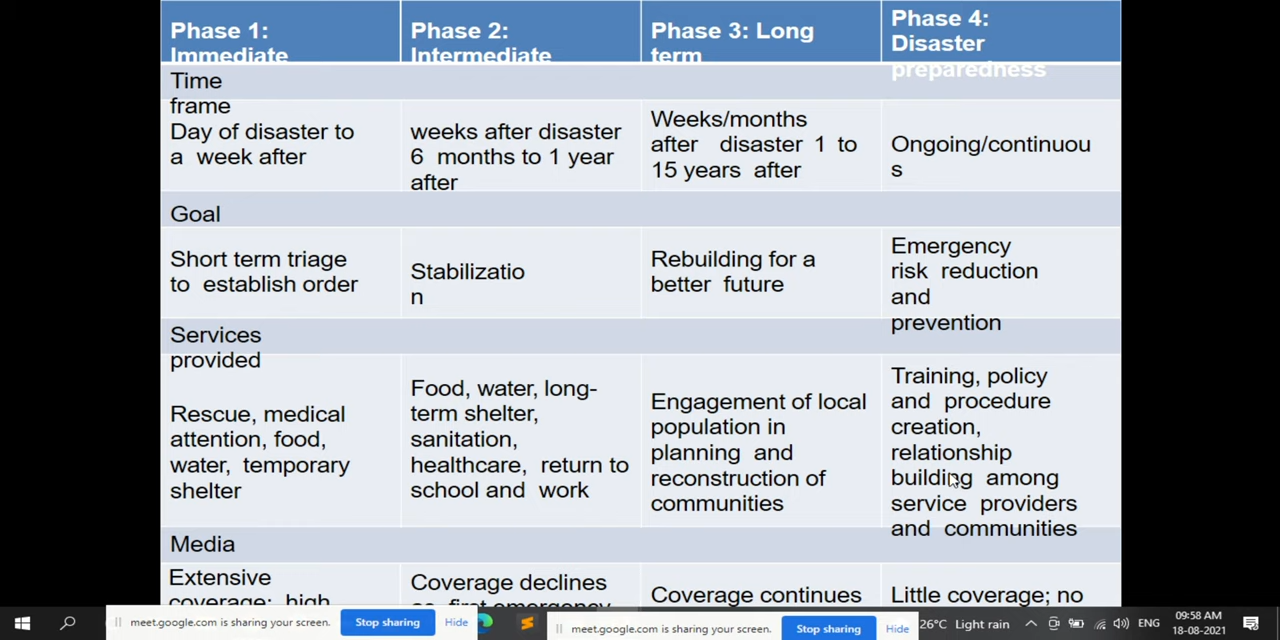 Phase 1:
Immediate
Phase 2:
Intermediate
Phase 3: Long
term
Phase 4:
Disaster
preparedness
Time
frame
Day of disaster to
a week after
weeks after disaster
6 months to 1 year
after
Weeks/months
after disaster 1 to
15 years after
Ongoing/continuou
s
Goal
Short term triage
to establish order
Stabilizatio
n
Rebuilding for a
better future
Emergency
risk reduction
and
prevention
Services
provided
Rescue, medical
attention, food,
water, temporary
shelter
Food, water, long-
term shelter,
sanitation,
healthcare, return to
school and work
Engagement of local
population in
planning and
reconstruction of
communities
Training, policy
and procedure
creation,
relationship
building among
service providers
and communities
Media
Extensive
coverage; high
Coverage declines
as first emergency
Coverage continues
Little coverage; no
meet.google.com is sharing your screen.
Stop sharing
Hide
meet.google.com is sharing your screen.
Stop sharing
Hide
26°C Light rain
ENG
09:58 AM
18-08-2021